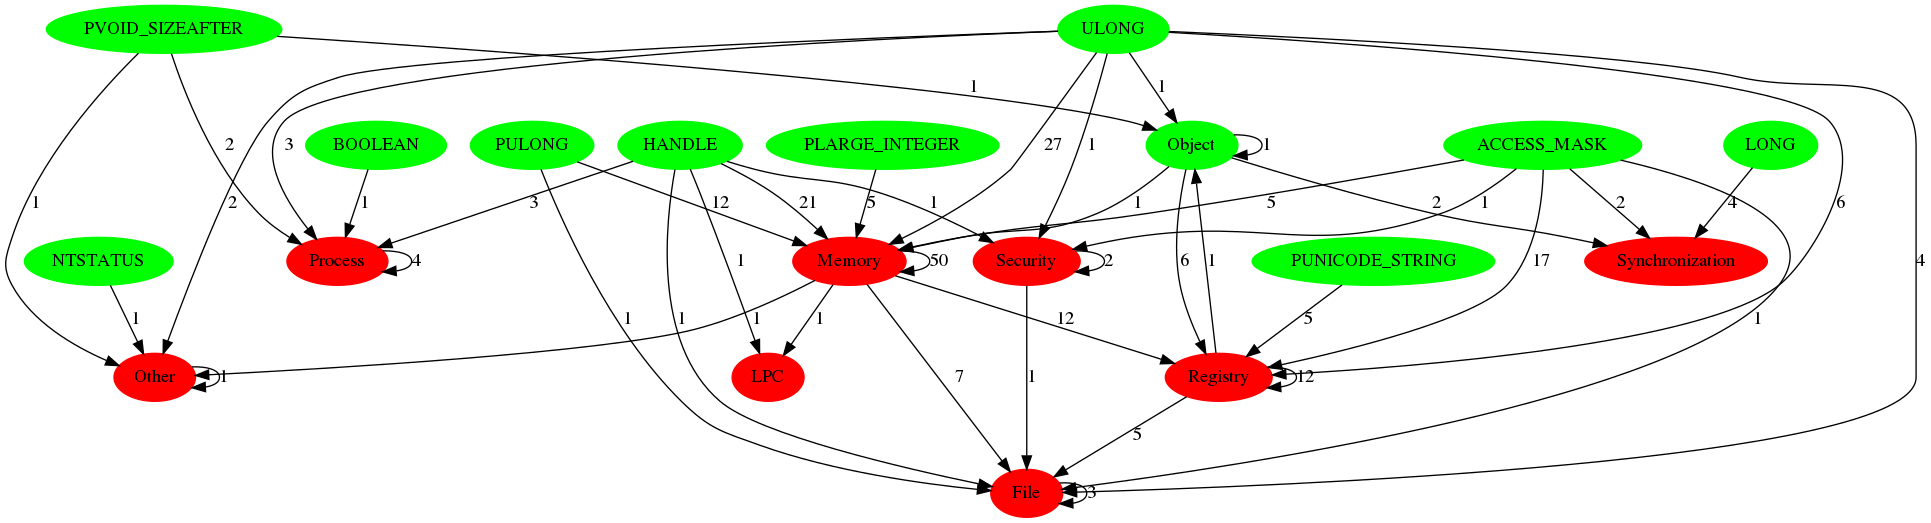 PVOID_SIZEAFTER
ULONG
1
1
BOOLEAN
PULONG
HANDLE
PLARGE_INTEGER
Object
ACCESS_MASK
LONG
2
3
27
1
1
1
2
1
3
12
21
5
1
1
5
2
1
2
4
6
NTSTATUS
Process
4
Memory
50
Security
2
6
1
17
PUNICODE_STRING
Synchronization
4
1
1
1
1
1
1
12
5
1
Other
1
LPC
7
1
Registry
12
5
File
3